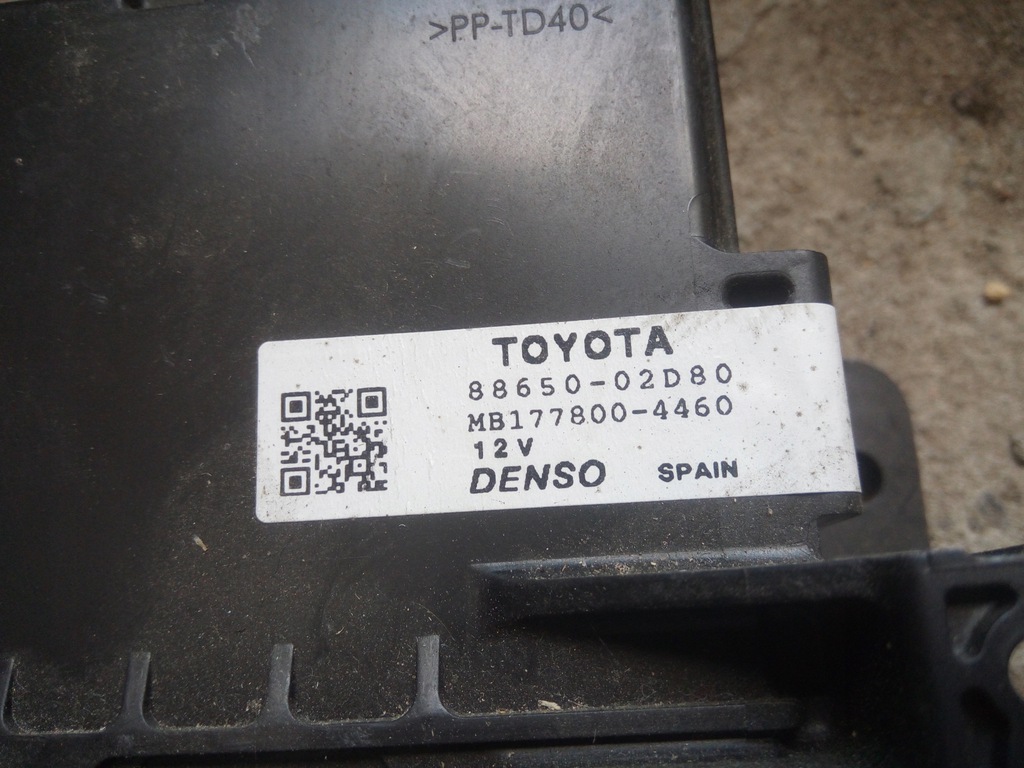 >PP-TD40<
TOYOTA
88650-02D80
MB177800-4460
12V
DENSO SPAIN